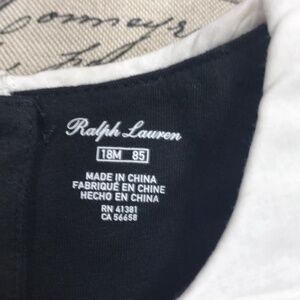 Ralph Lauren
18M 85
MADE IN CHINA
FABRIQUÉ EN CHINE
HECHO EN CHINA
RN 41381
CA 56658